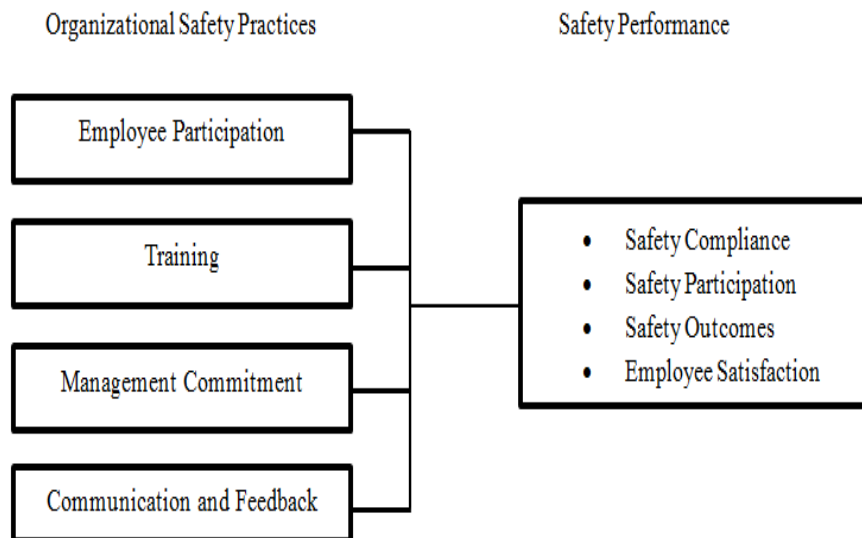 Organizational Safety Practices
Safety Performance
Employee Participation
Training
Management Commitment
Communication and Feedback
• Safety Compliance
• Safety Participation
• Safety Outcomes
• Employee Satisfaction